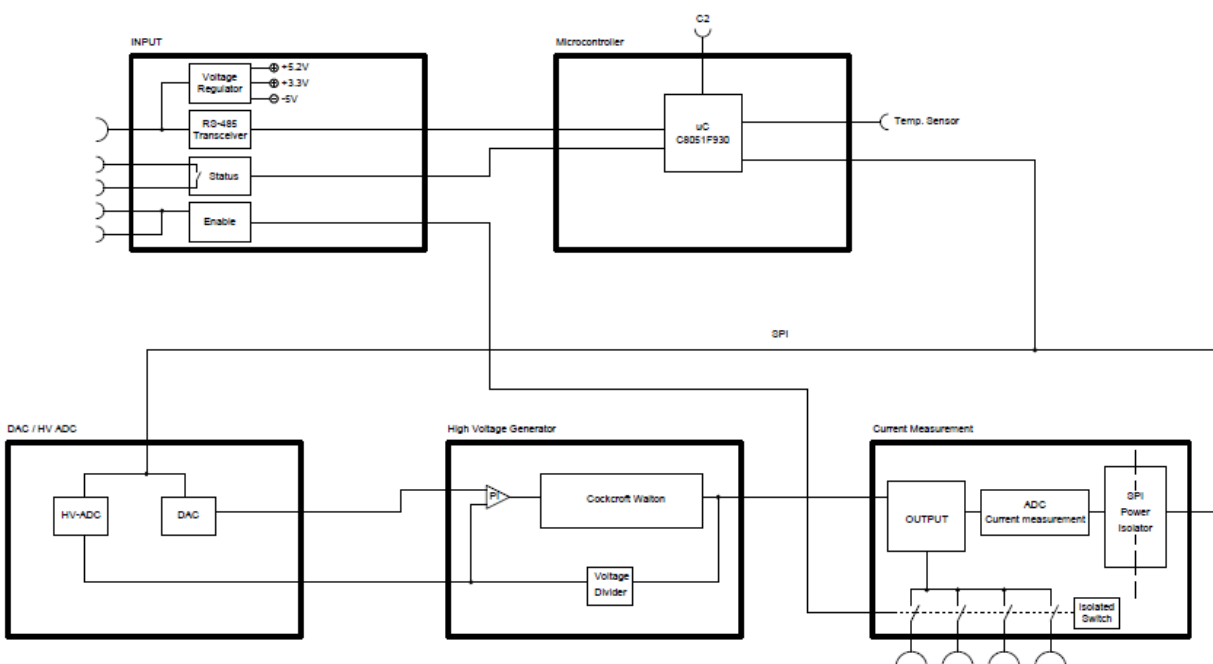 C2
INPUT
Microcontroller
Voltage
Regulator
+5.2V
+3.3V
-5V
RS-485
Transceiver
uC
C8051F930
Temp. Sensor
Status
Enable
SPI
DAC / HV ADC
High Voltage Generator
Current Measurement
HV-ADC
DAC
PI
Cockcroft Walton
Voltage
Divider
OUTPUT
ADC
Current measurement
SPI
Power
Isolator
Isolated
Switch